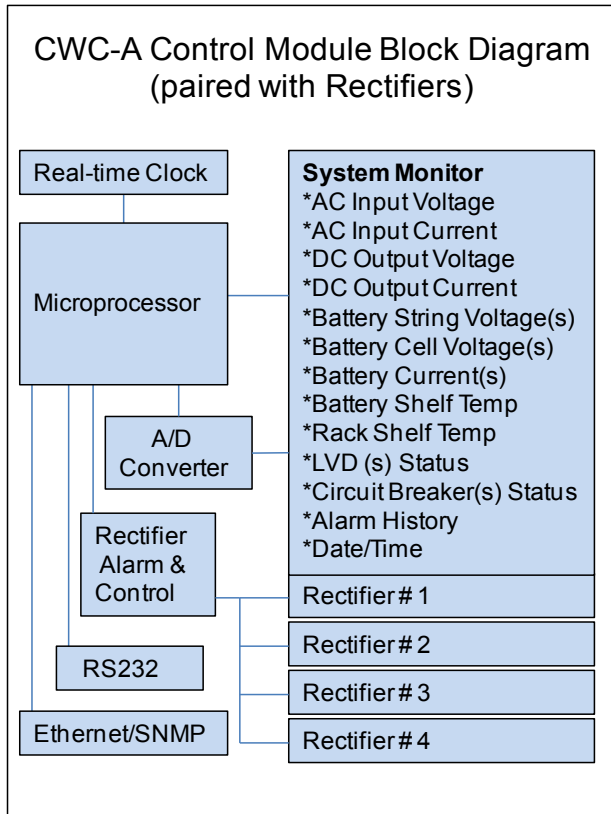 CWC-A Control Module Block Diagram
(paired with Rectifiers)
Real-time Clock
Microprocessor
A/D
Converter
Rectifier
Alarm &
Control
RS232
Ethernet/SNMP
System Monitor
*AC Input Voltage
*AC Input Current
*DC Output Voltage
*DC Output Current
*Battery String Voltage(s)
*Battery Cell Voltage(s)
*Battery Current(s)
*Battery Shelf Temp
*Rack Shelf Temp
*LVD (s) Status
*Circuit Breaker(s) Status
*Alarm History
*Date/Time
Rectifier # 1
Rectifier # 2
Rectifier # 3
Rectifier # 4